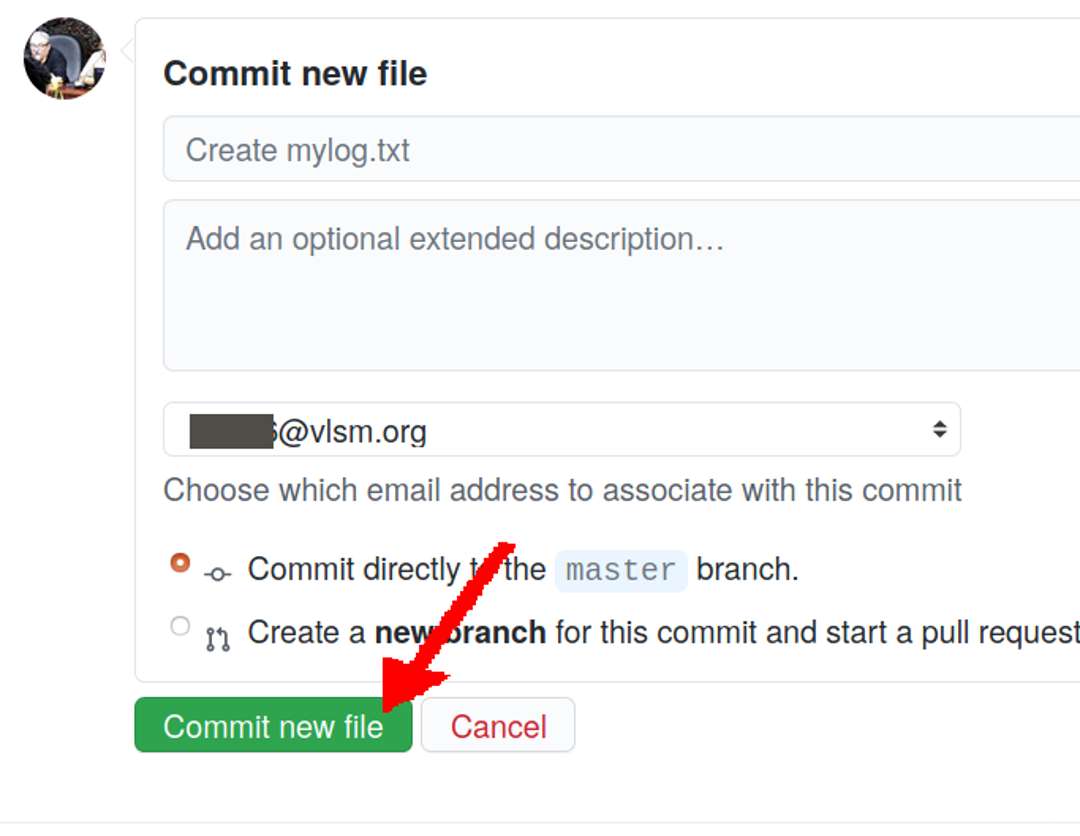 Commit new file
Create mylog.txt
Add an optional extended description…
6@vlsm.org
Choose which email address to associate with this commit
Commit directly to the master branch.
Create a new branch for this commit and start a pull request
Commit new file
Cancel